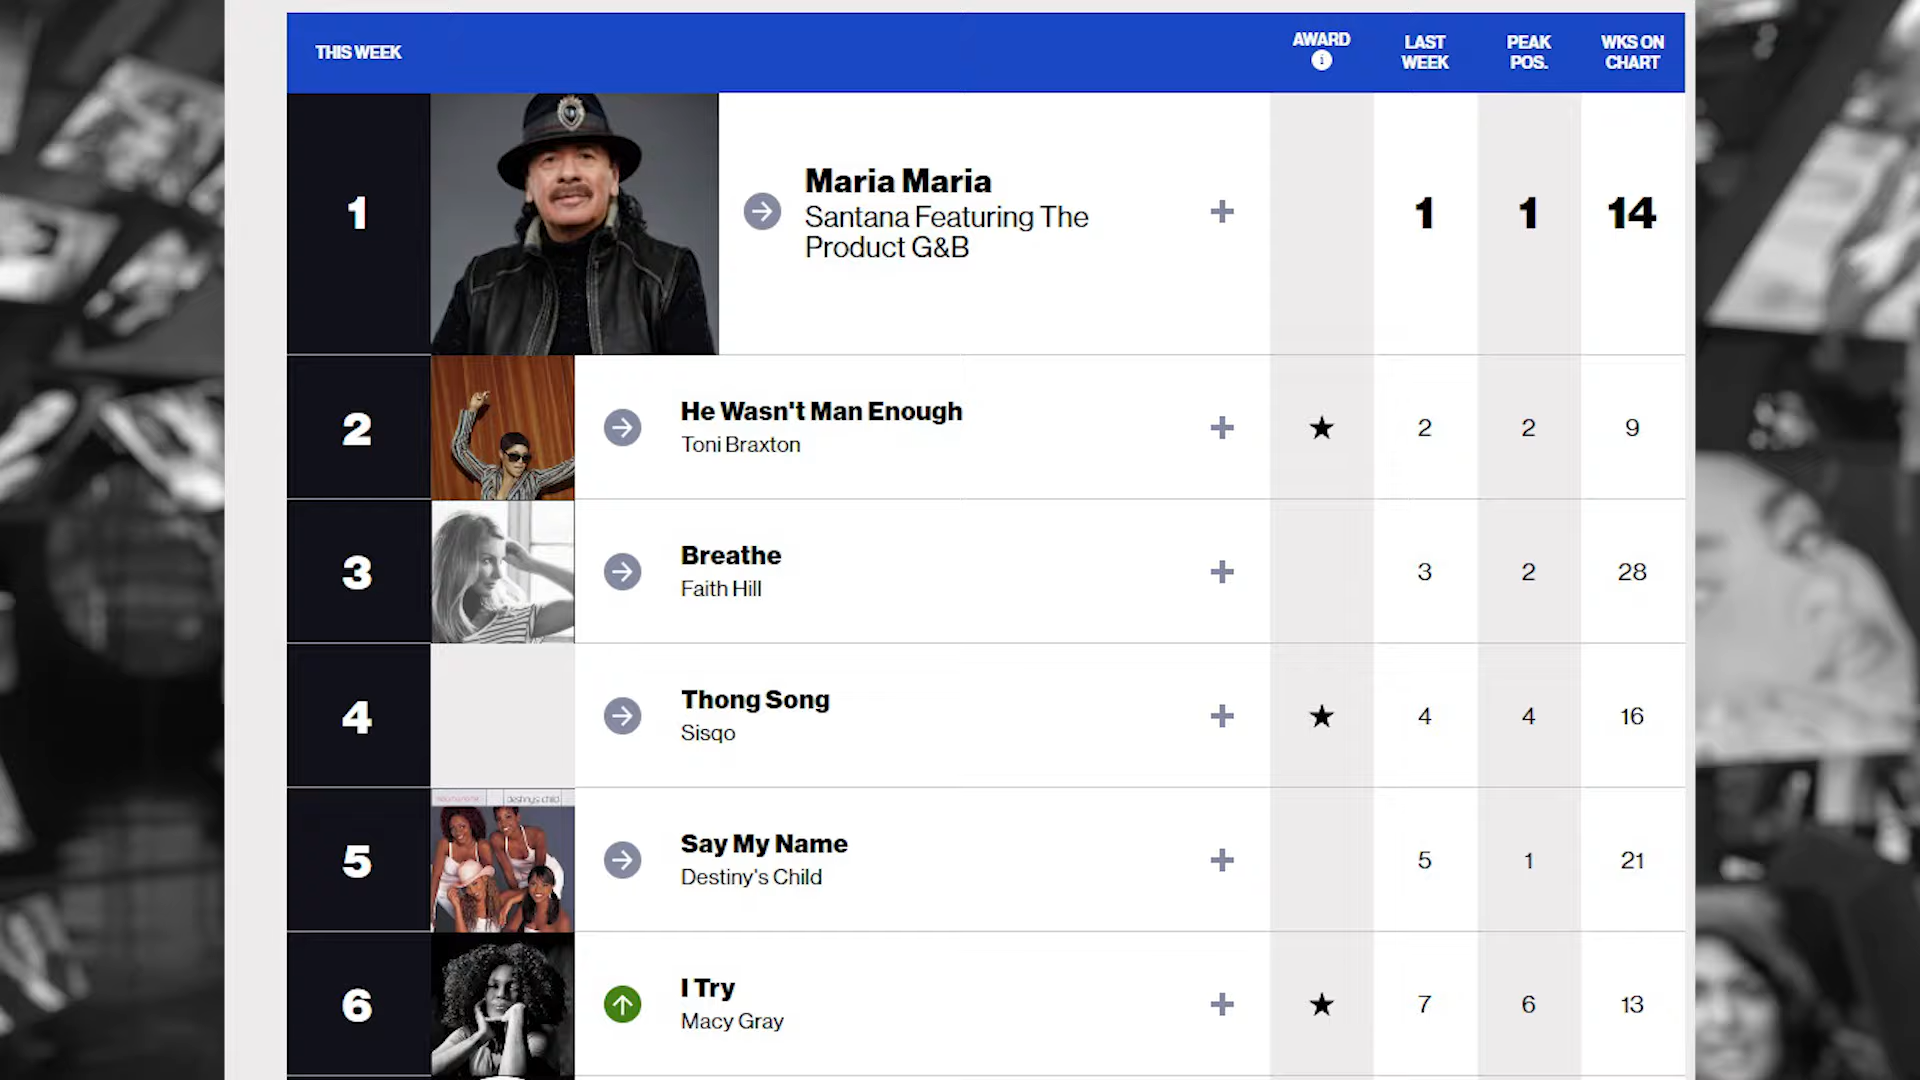 THIS WEEK
AWARD
i
LAST
WEEK
PEAK
POS.
WKS ON
CHART
1
Maria Maria
Santana Featuring The
Product G&B
+
1
1
14
2
He Wasn't Man Enough
Toni Braxton
+
★
2
2
9
3
Breathe
Faith Hill
+
3
2
28
4
Thong Song
Sisqo
+
★
4
4
16
destiny's child
5
Say My Name
Destiny's Child
+
5
1
21
6
I Try
Macy Gray
+
★
7
6
13